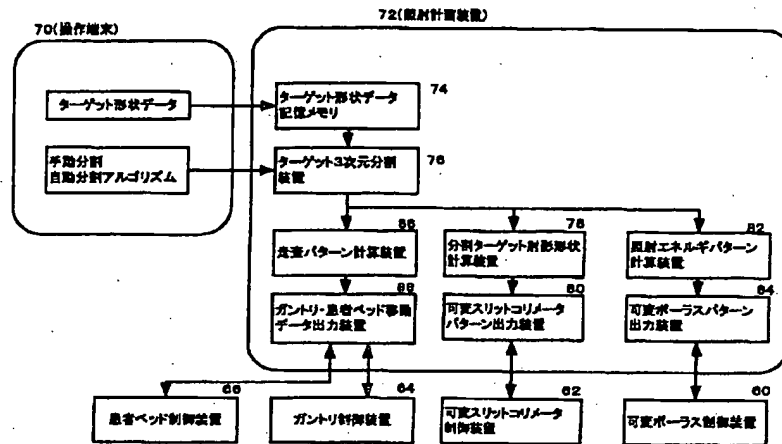 72(照射計画装置)
70(操作端末)
ターゲット形状データ
手動分割
自動分割アルゴリズム
74
ターゲット形状データ
記憶メモリ
76
ターゲット3次元分割
装置
86
走査パターン計算装置
78
分割ターゲット射影形状
計算装置
82
照射エネルギパターン
計算装置
88
ガントリ・患者ベッド移動
データ出力装置
80
可変スリットコリメータ
パターン出力装置
84
可変ボーラスパターン
出力装置
66
患者ベッド制御装置
64
ガントリ制御装置
62
可変スリットコリメータ
制御装置
60
可変ボーラス制御装置